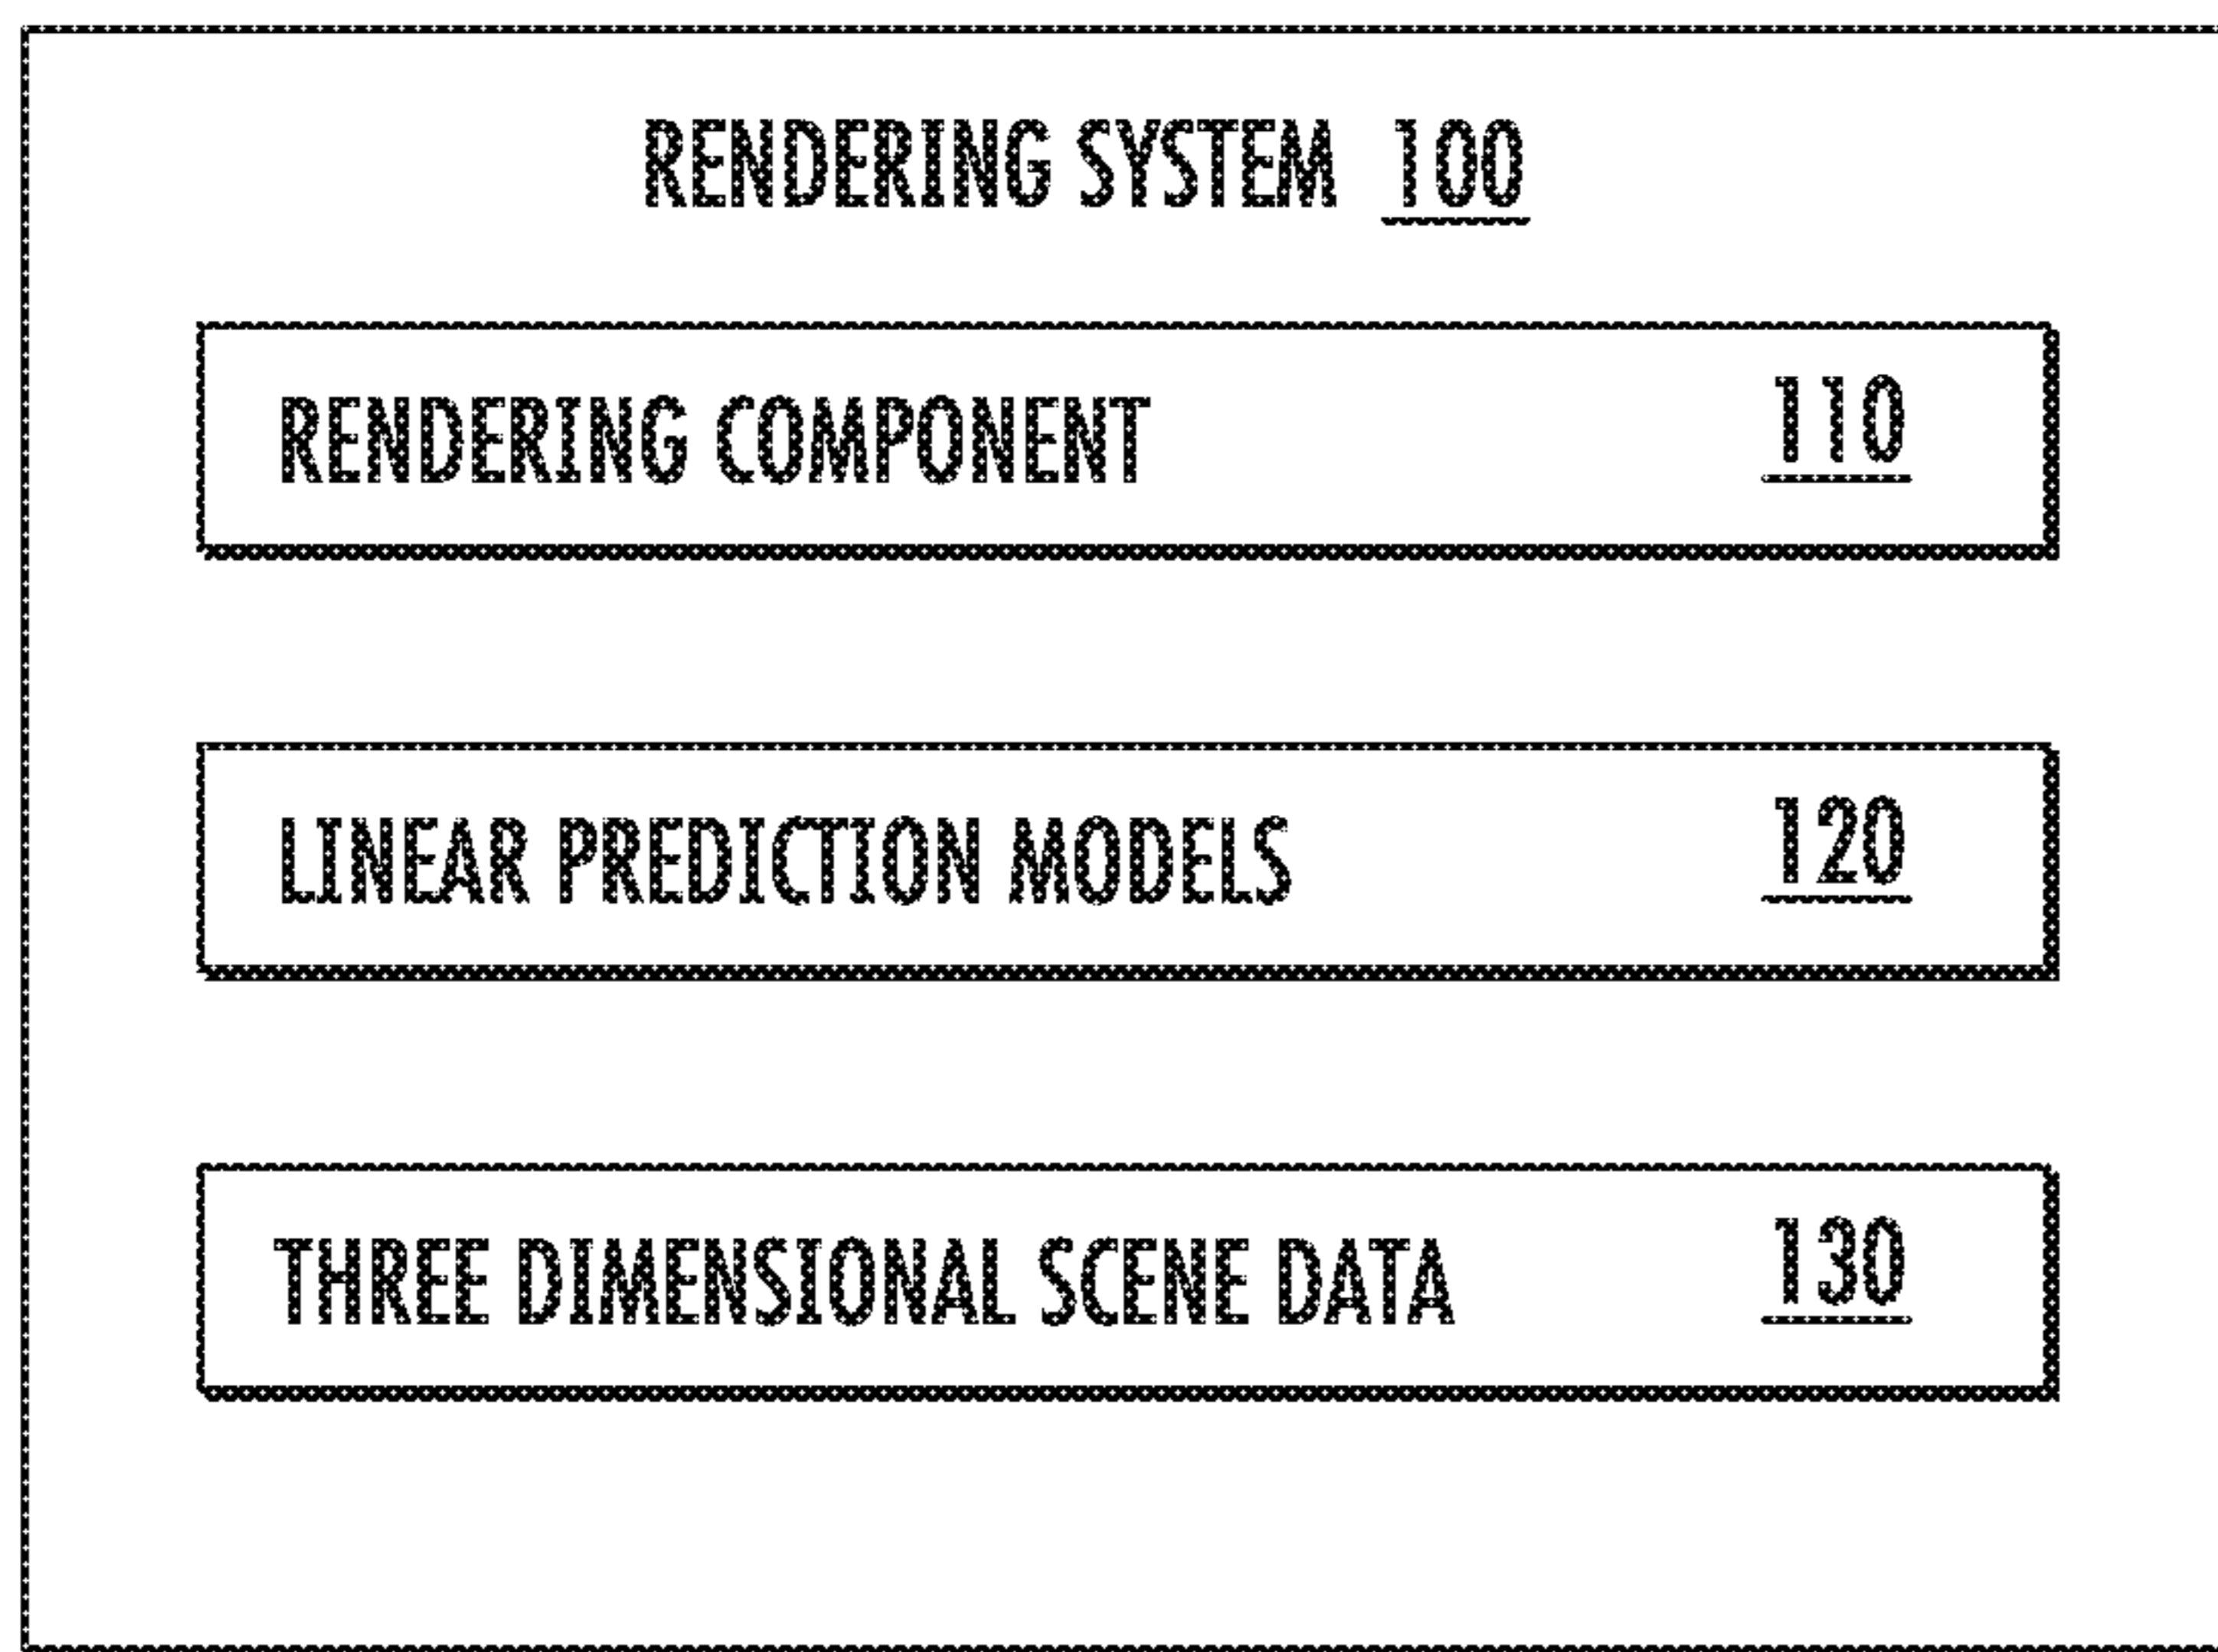 RENDERING SYSTEM 100
RENDERING COMPONENT 110
LINEAR PREDICTION MODELS 120
THREE DIMENSIONAL SCENE DATA 130